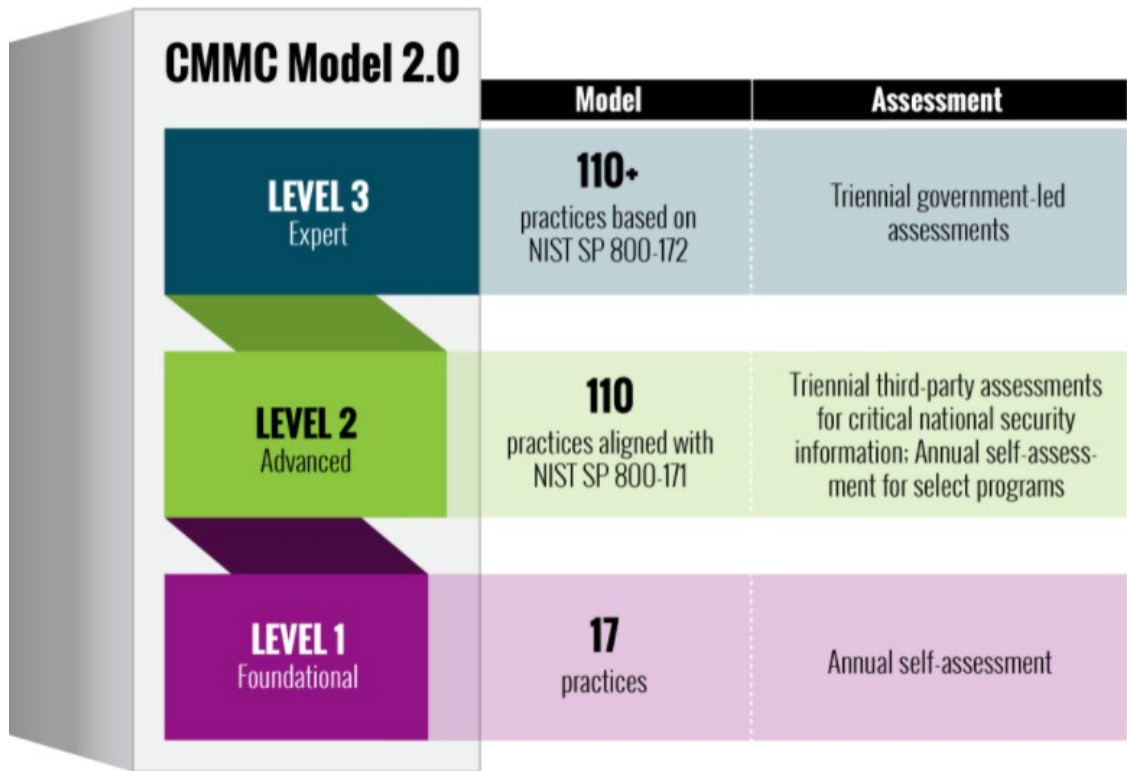 CMMC Model 2.0
Model
Assessment
LEVEL 3
Expert
110+
practices based on
NIST SP 800-172
Triennial government-led
assessments
LEVEL 2
Advanced
110
practices aligned with
NIST SP 800-171
Triennial third-party assessments
for critical national security
information; Annual self-assess-
ment for select programs
LEVEL 1
Foundational
17
practices
Annual self-assessment